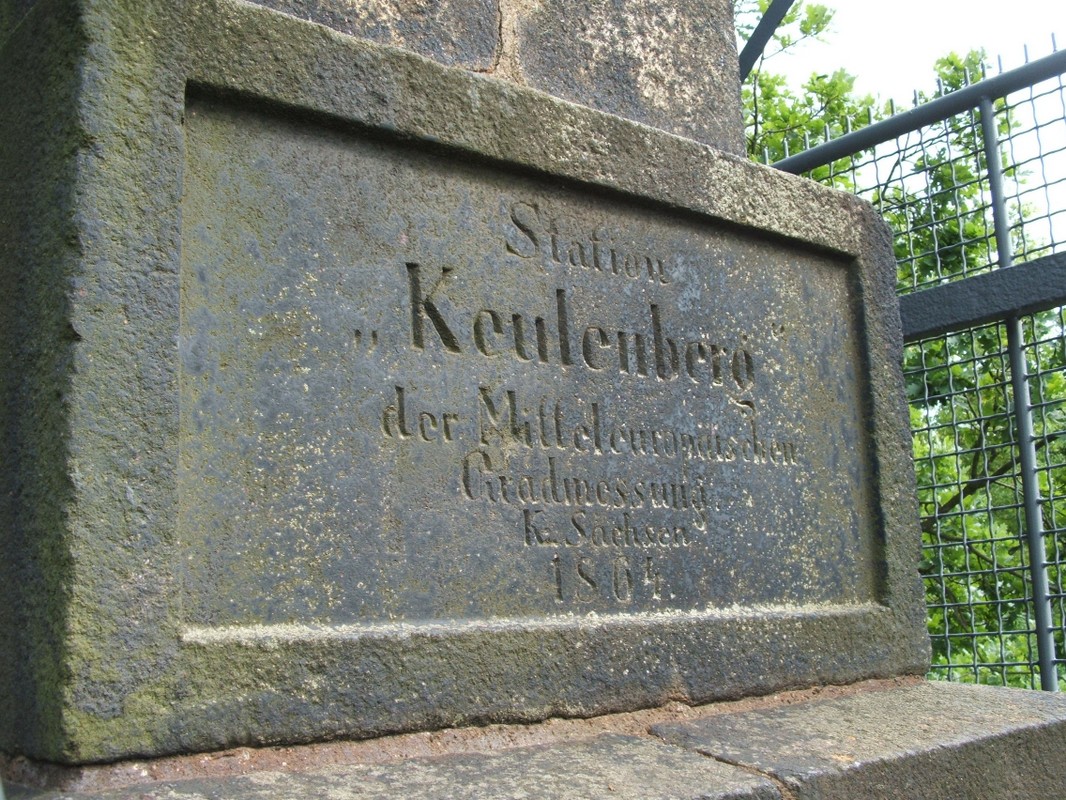 Station
„Keulenberg"
der Mitteleuropäischen
Gradmessung.
K. Sachsen
1864.